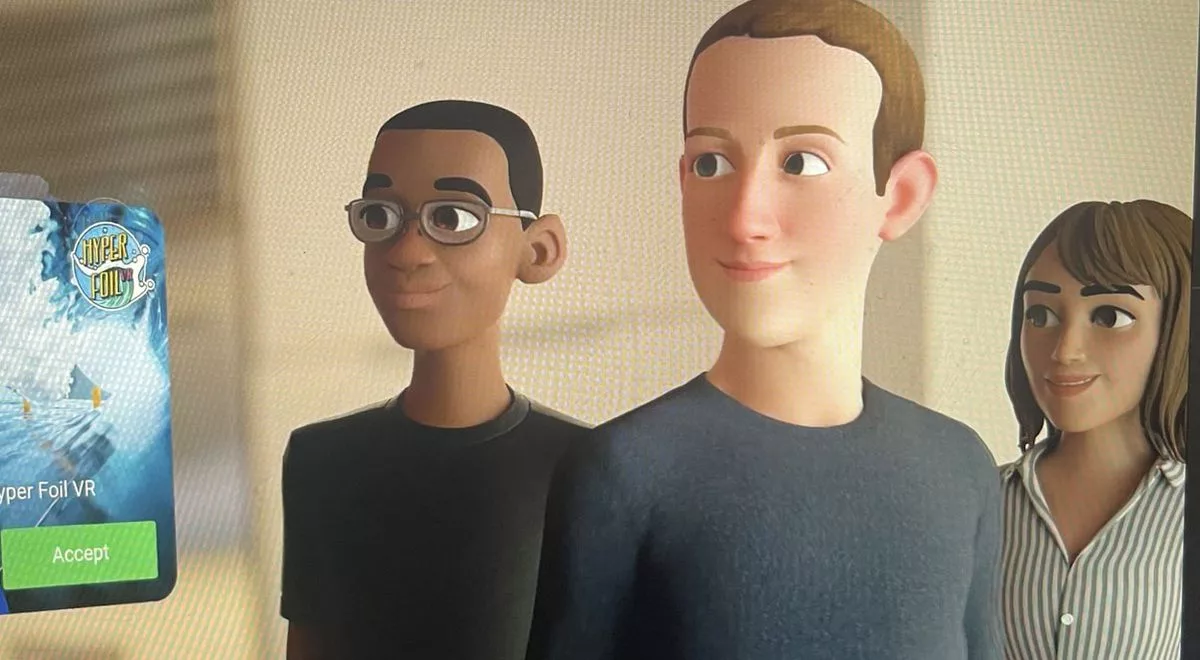 HYPER
FOIL
VR
yper Foil VR
Accept